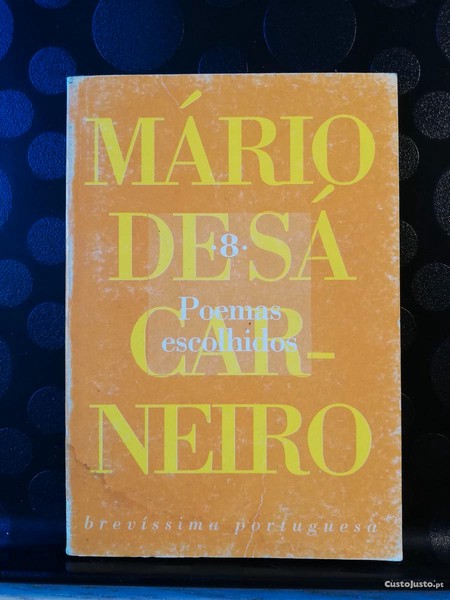 MÁRIO
DE SÁ
·8·
Poemas
escolhidos
CAR-
NEIRO
brevíssima portuguesa
CustoJusto.pt